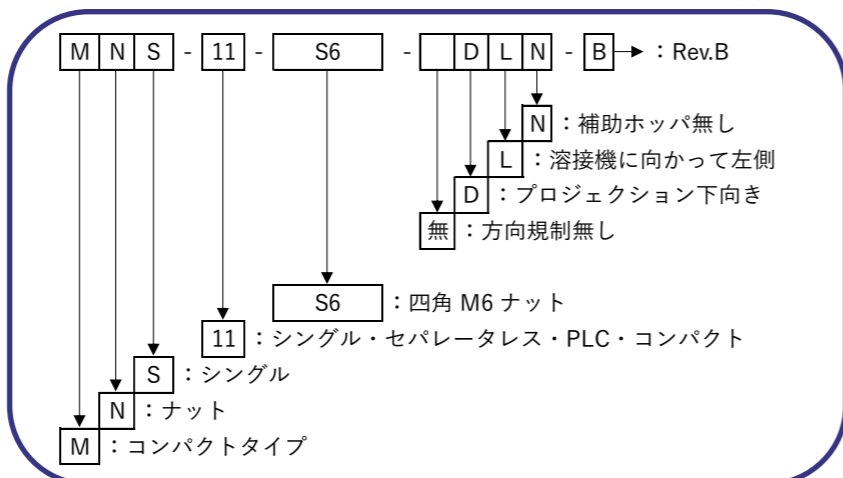 M N S - 11 - S6 - D L N - B : Rev.B
N : 補助ホッパ無し
L : 溶接機に向かって左側
D : プロジェクション下向き
無 : 方向規制無し
S6 : 四角 M6 ナット
11 : シングル・セパレータレス・PLC・コンパクト
S : シングル
N : ナット
M : コンパクトタイプ